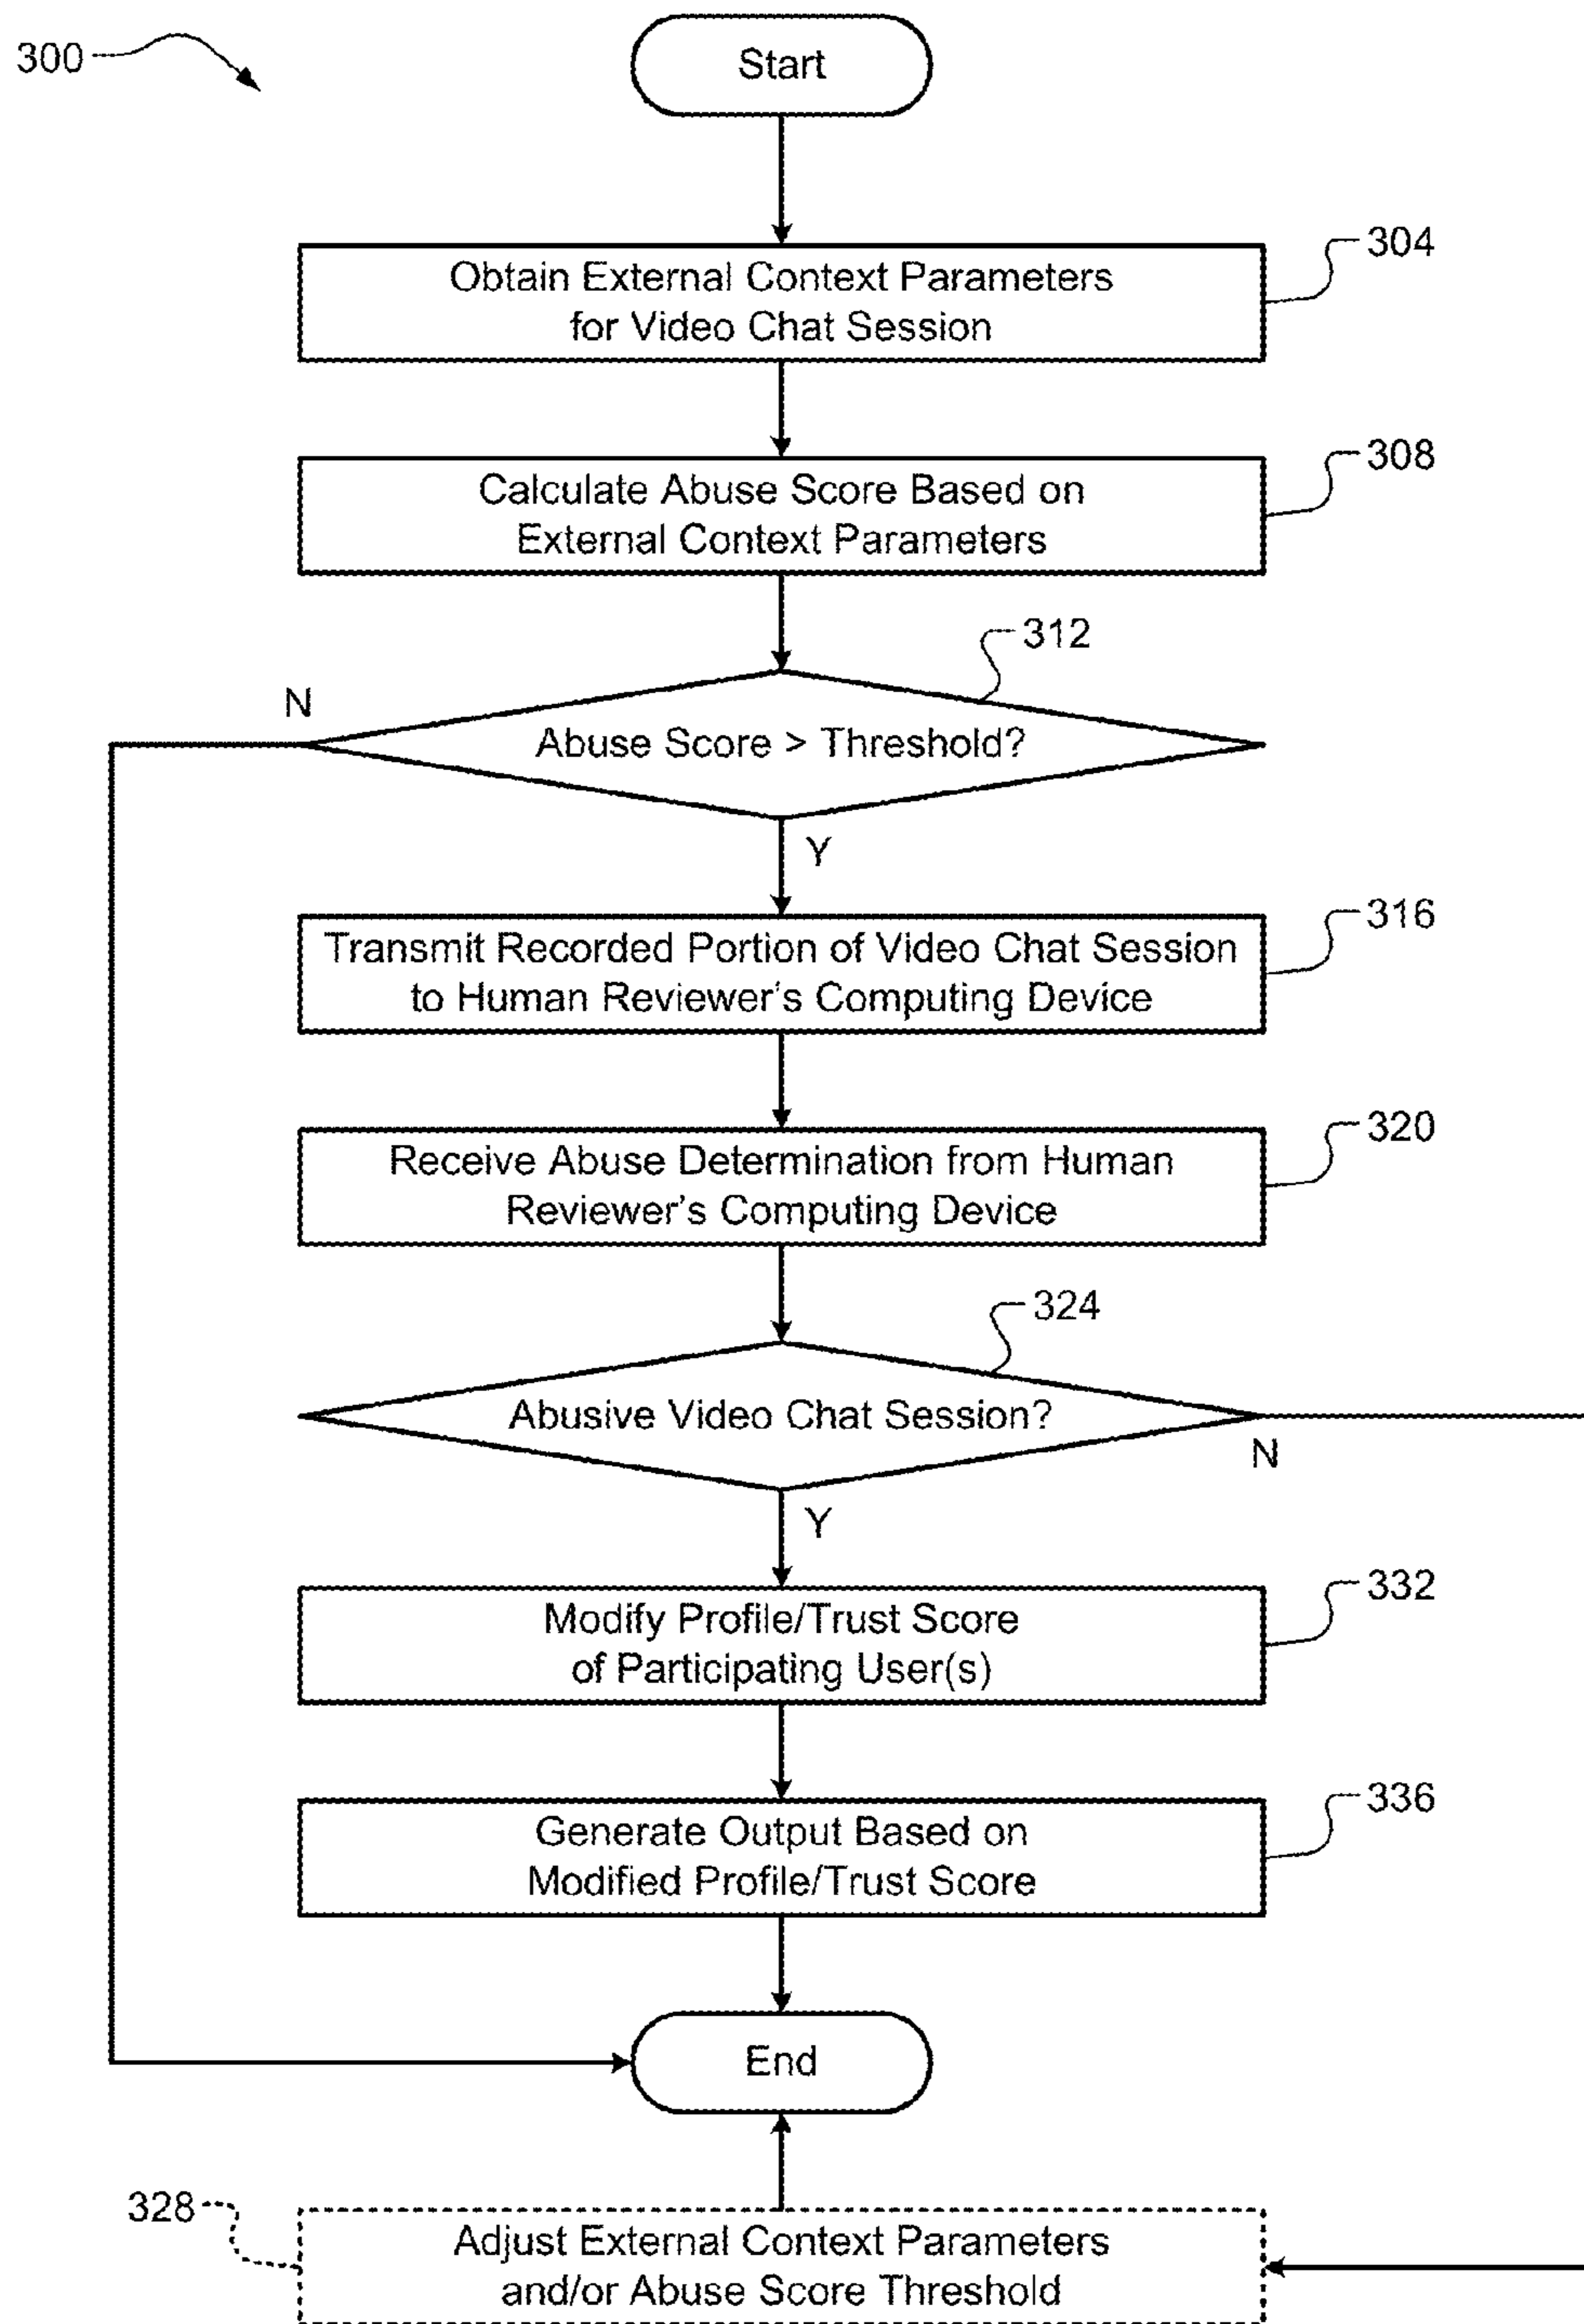 300
Start
304
Obtain External Context Parameters
for Video Chat Session
308
Calculate Abuse Score Based on
External Context Parameters
312
N
Abuse Score > Threshold?
Y
316
Transmit Recorded Portion of Video Chat Session
to Human Reviewer's Computing Device
320
Receive Abuse Determination from Human
Reviewer's Computing Device
324
Abusive Video Chat Session?
N
Y
332
Modify Profile/Trust Score
of Participating User(s)
336
Generate Output Based on
Modified Profile/Trust Score
End
328
Adjust External Context Parameters
and/or Abuse Score Threshold